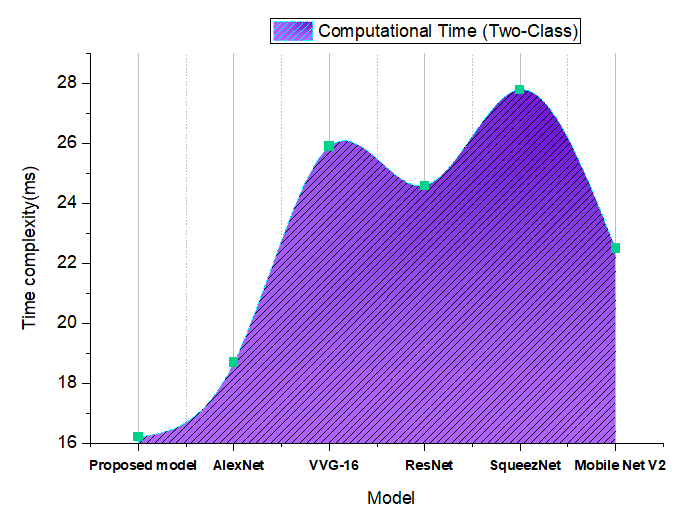 Computational Time (Two-Class)
28
26
24
22
20
18
16
Time complexity(ms)
Proposed model AlexNet VVG-16 ResNet SqueezNet Mobile Net V2
Model